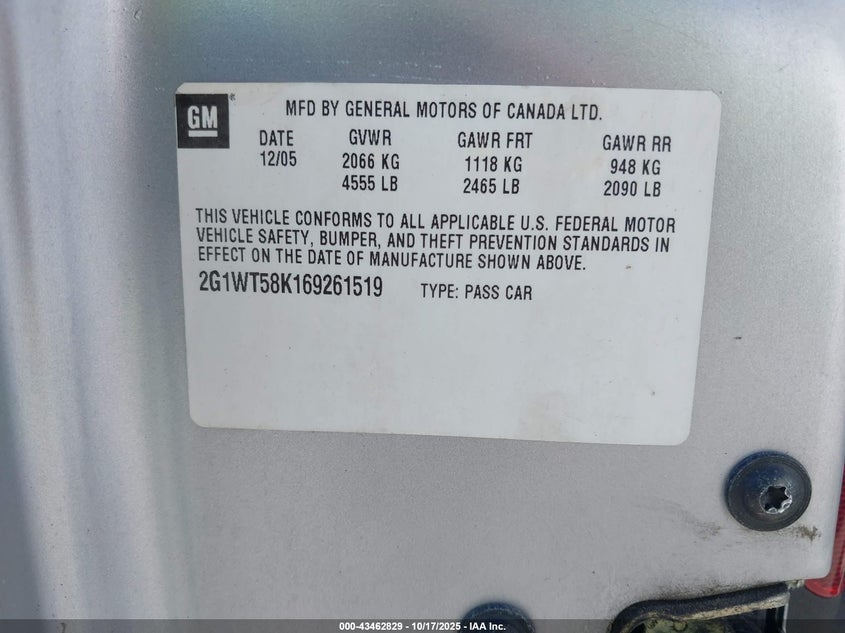 GM
MFD BY GENERAL MOTORS OF CANADA LTD.
DATE GVWR GAWR FRT GAWR RR
12/05 2066 KG 1118 KG 948 KG
4555 LB 2465 LB 2090 LB
THIS VEHICLE CONFORMS TO ALL APPLICABLE U.S. FEDERAL MOTOR
VEHICLE SAFETY, BUMPER, AND THEFT PREVENTION STANDARDS IN
EFFECT ON THE DATE OF MANUFACTURE SHOWN ABOVE.
2G1WT58K169261519 TYPE: PASS CAR
000-43462829 - 10/17/2025 - IAA Inc.